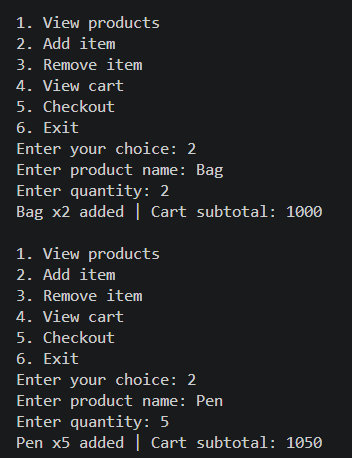 1. View products
2. Add item
3. Remove item
4. View cart
5. Checkout
6. Exit
Enter your choice: 2
Enter product name: Bag
Enter quantity: 2
Bag x2 added | Cart subtotal: 1000

1. View products
2. Add item
3. Remove item
4. View cart
5. Checkout
6. Exit
Enter your choice: 2
Enter product name: Pen
Enter quantity: 5
Pen x5 added | Cart subtotal: 1050